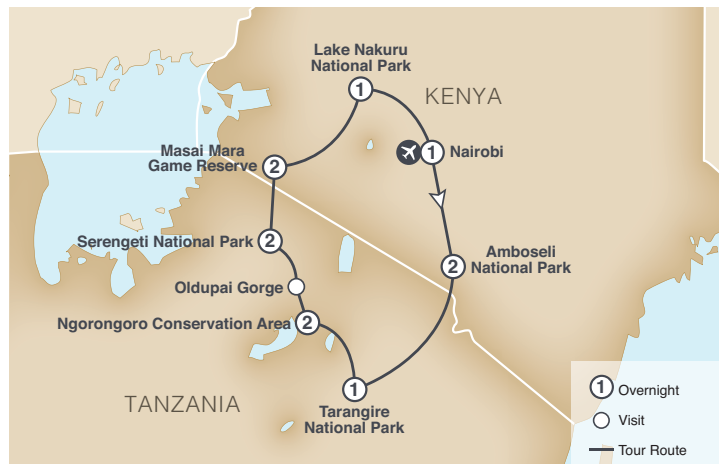 Lake Nakuru
National Park
1
KENYA
Masai Mara
Game Reserve
2
1
Nairobi
Serengeti National Park
2
Amboseli
National Park
2
Oldupai Gorge
Ngorongoro Conservation Area
2
1
TANZANIA
Tarangire
National Park
1 Overnight
Visit
Tour Route